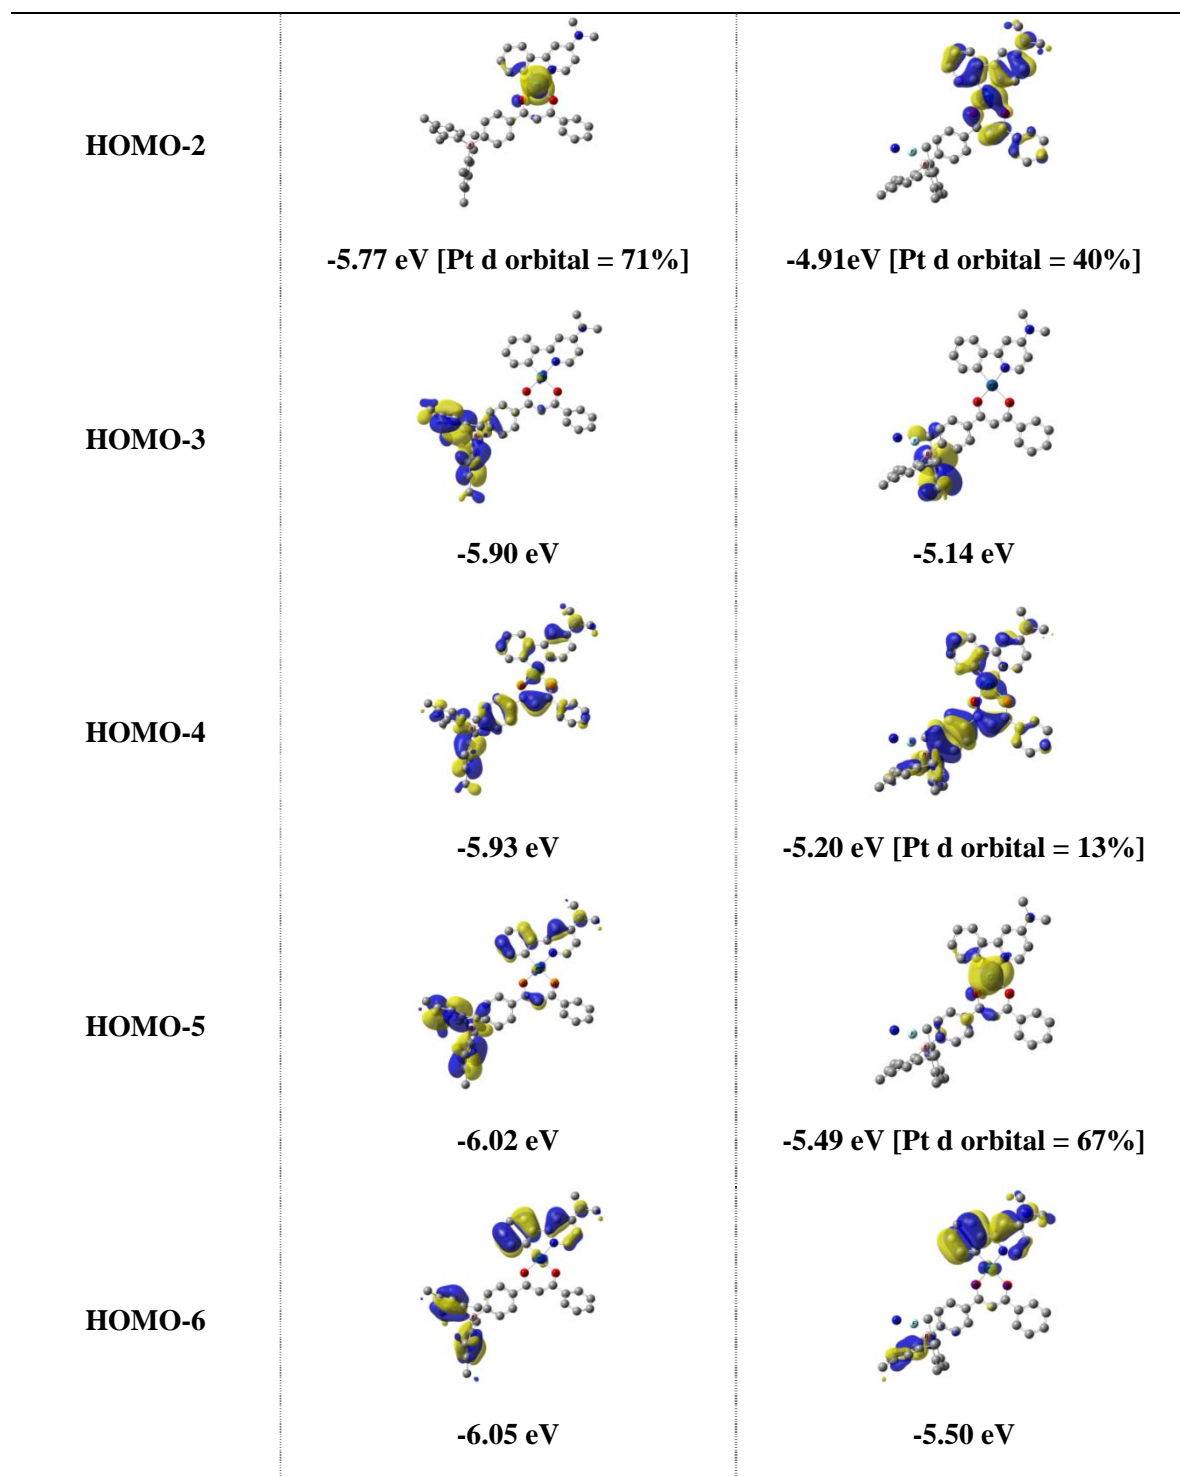 HOMO-2
-5.77 eV [Pt d orbital = 71%]
-4.91eV [Pt d orbital = 40%]
HOMO-3
-5.90 eV
-5.14 eV
HOMO-4
-5.93 eV
-5.20 eV [Pt d orbital = 13%]
HOMO-5
-6.02 eV
-5.49 eV [Pt d orbital = 67%]
HOMO-6
-6.05 eV
-5.50 eV